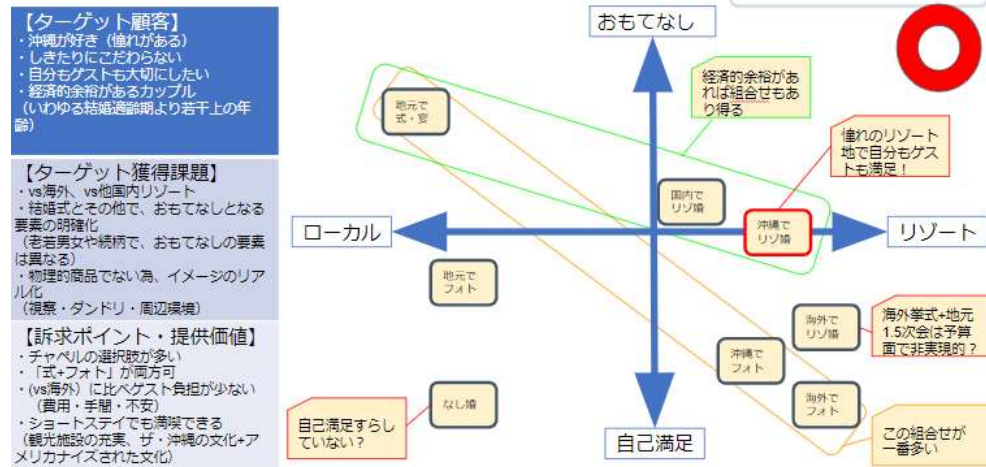 【ターゲット顧客】
・沖縄が好き（憧れがある）
・しきたりにこだわらない
・自分もゲストも大切にしたい
・経済的余裕があるカップル
（いわゆる結婚適齢期より若干上の年
齢）
【ターゲット獲得課題】
・vs海外、vs他国内リゾート
・結婚式とその他で、おもてなしとなる
要素の明確化
（老若男女や続柄で、おもてなしの要素
は異なる）
・物理的商品でない為、イメージのリア
ル化
（視察・ダンドリ・周辺環境）
【訴求ポイント・提供価値】
・チャペルの選択肢が多い
・「式+フォト」が両方可
・(vs海外）に比べゲスト負担が少ない
（費用・手間・不安）
・ショートステイでも満喫できる
（観光施設の充実、ザ・沖縄の文化+ア
メリカナイズされた文化）
おもてなし
経済的余裕があ
れば組合せもあ
り得る
地元で
式・宴
憧れのリゾート
地で自分もゲス
トも満足！
国内で
リゾ婚
沖縄で
リゾ婚
ローカル
リゾート
地元で
フォト
海外で
リゾ婚
海外挙式+地元
1.5次会は予算
面で非実現的？
沖縄で
フォト
海外で
フォト
なし婚
自己満足すらし
ていない？
自己満足
この組合せが
一番多い